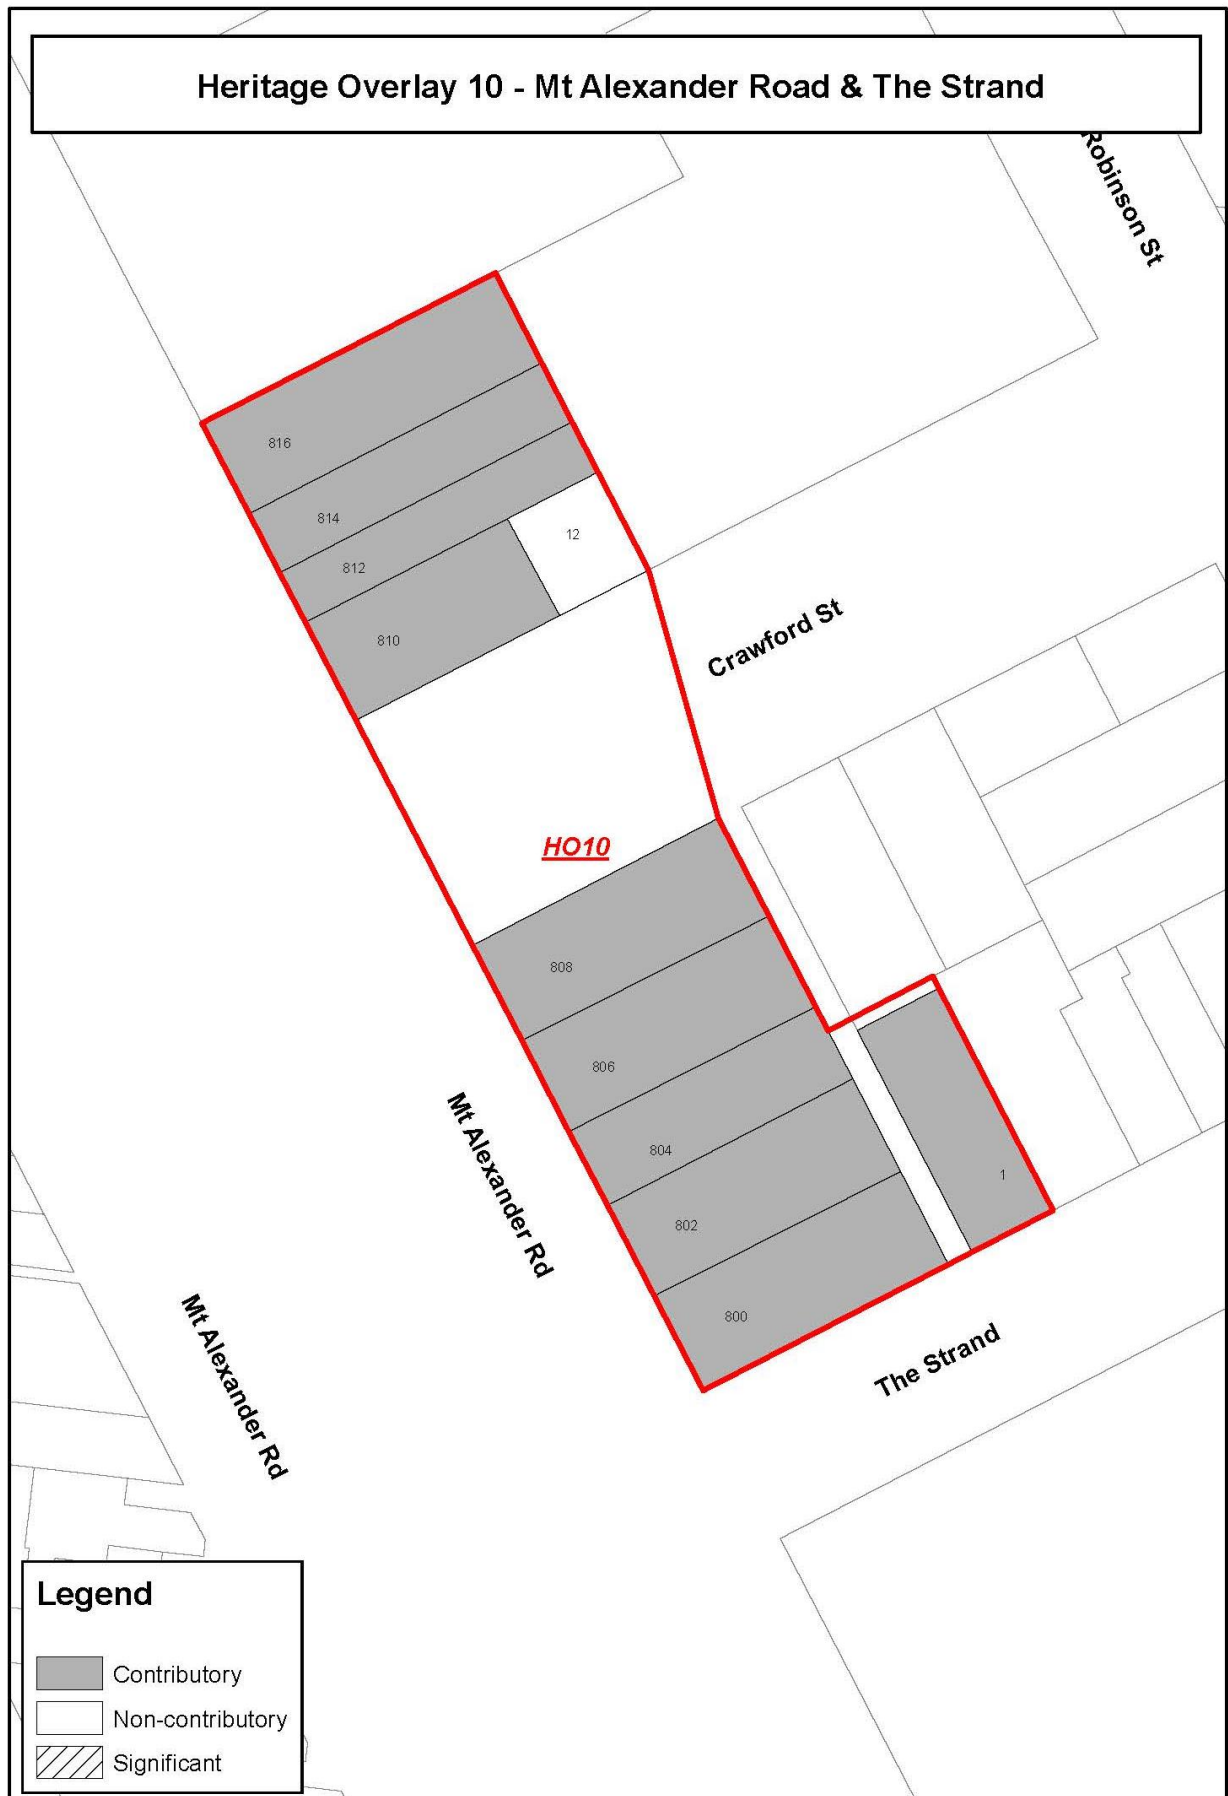 Heritage Overlay 10 - Mt Alexander Road & The Strand
Robinson St
816
814
12
812
810
Crawford St
HO10
808
806
804
1
802
800
Mt Alexander Rd
The Strand
Mt Alexander Rd
Legend
Contributory
Non-contributory
Significant